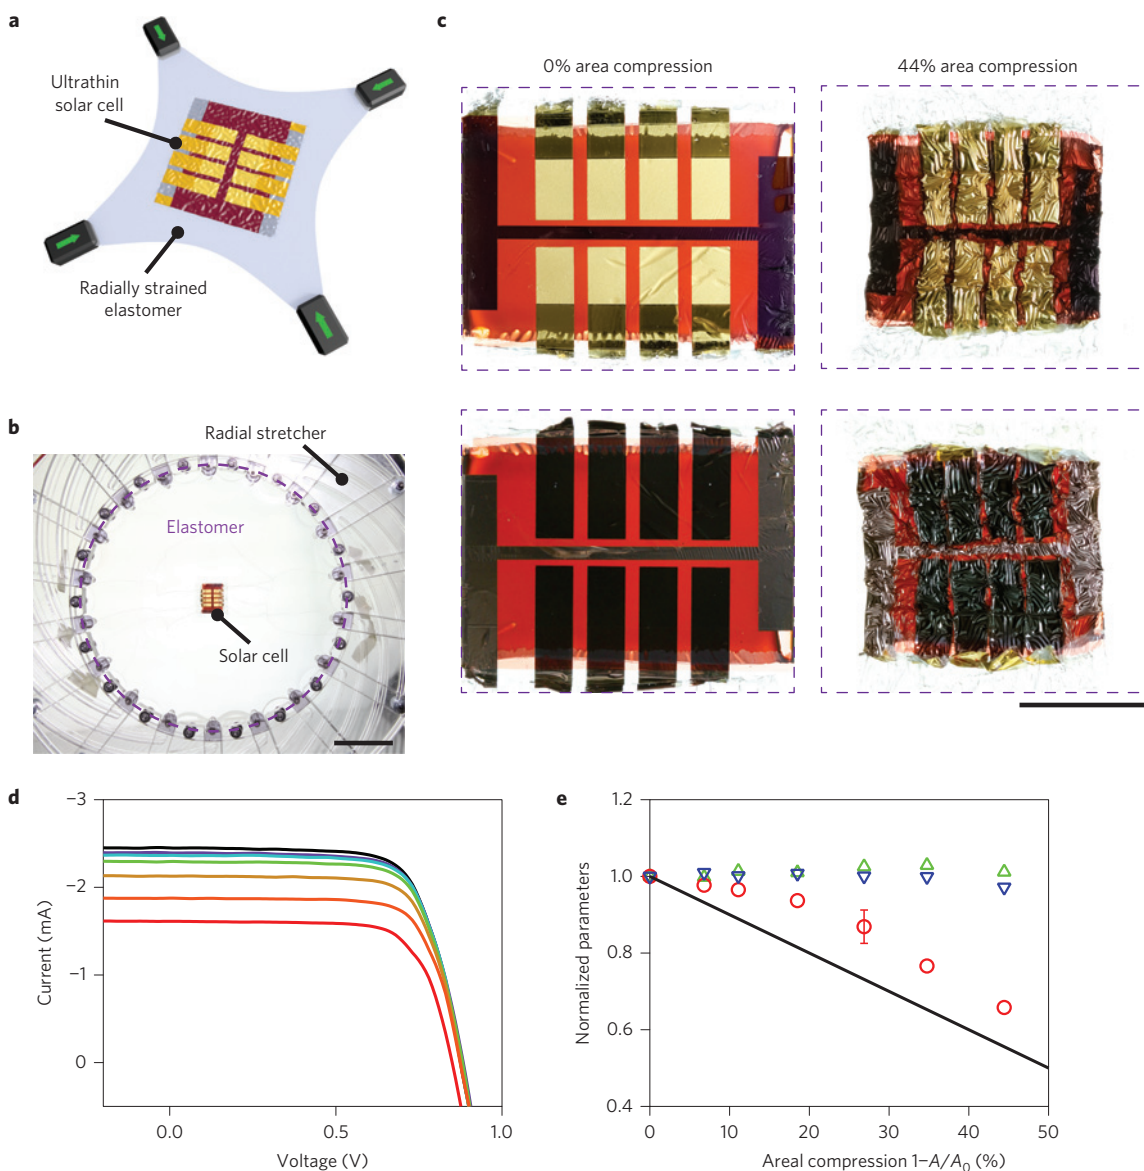 a
Ultrathin
solar cell
Radially strained
elastomer
b
Radial stretcher
Elastomer
Solar cell
c
0% area compression
44% area compression
d
−3
−2
−1
0
Current (mA)
0.0
0.5
1.0
Voltage (V)
e
1.2
1.0
0.8
0.6
0.4
Normalized parameters
0
10
20
30
40
50
Areal compression 1−A/A₀ (%)